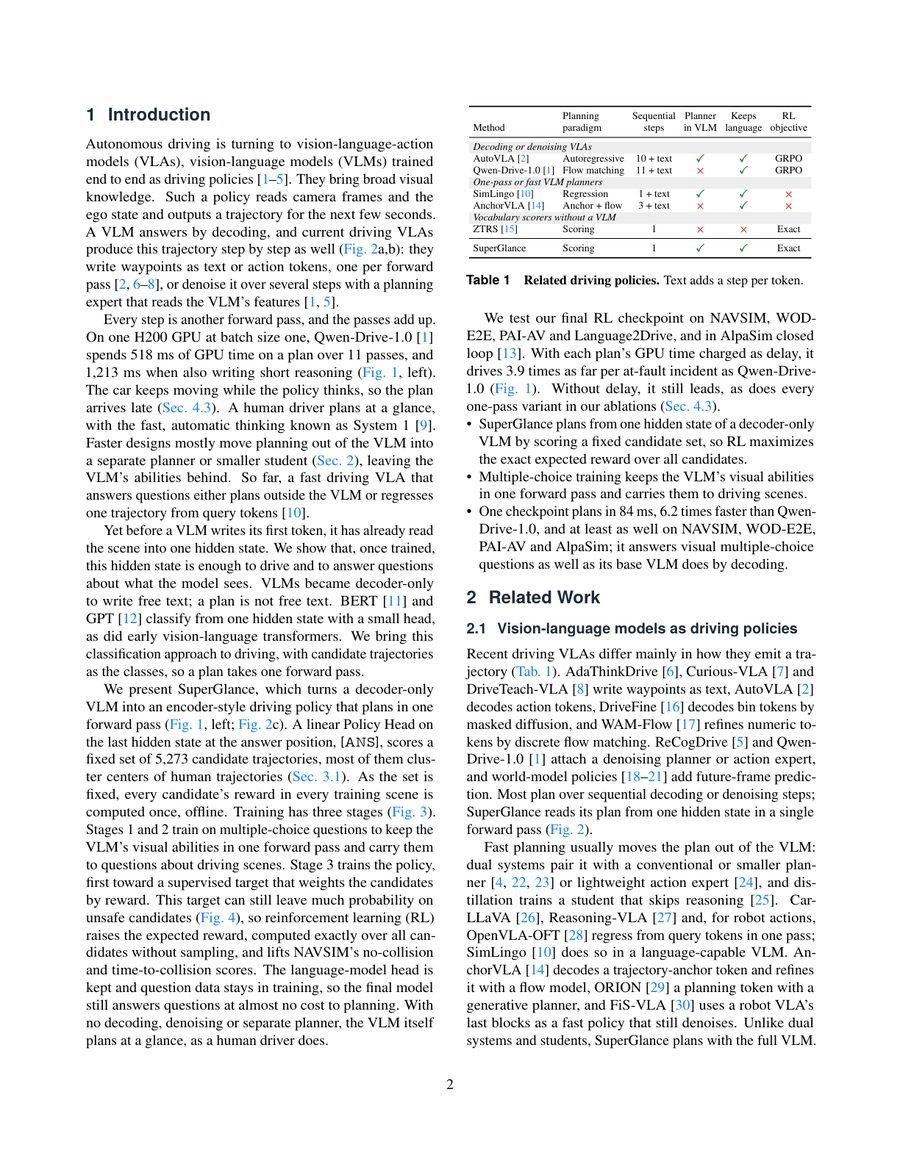 1 Introduction
Autonomous driving is turning to vision-language-action
models (VLAs), vision-language models (VLMs) trained
end to end as driving policies [1–5]. They bring broad visual
knowledge. Such a policy reads camera frames and the
ego state and outputs a trajectory for the next few seconds.
A VLM answers by decoding, and current driving VLAs
produce this trajectory step by step as well (Fig. 2a,b): they
write waypoints as text or action tokens, one per forward
pass [2, 6–8], or denoise it over several steps with a planning
expert that reads the VLM's features [1, 5].
Every step is another forward pass, and the passes add up.
On one H200 GPU at batch size one, Qwen-Drive-1.0 [1]
spends 518 ms of GPU time on a plan over 11 passes, and
1,213 ms when also writing short reasoning (Fig. 1, left).
The car keeps moving while the policy thinks, so the plan
arrives late (Sec. 4.3). A human driver plans at a glance,
with the fast, automatic thinking known as System 1 [9].
Faster designs mostly move planning out of the VLM into
a separate planner or smaller student (Sec. 2), leaving the
VLM's abilities behind. So far, a fast driving VLA that
answers questions either plans outside the VLM or regresses
one trajectory from query tokens [10].
Yet before a VLM writes its first token, it has already read
the scene into one hidden state. We show that, once trained,
this hidden state is enough to drive and to answer questions
about what the model sees. VLMs became decoder-only
to write free text; a plan is not free text. BERT [11] and
GPT [12] classify from one hidden state with a small head,
as did early vision-language transformers. We bring this
classification approach to driving, with candidate trajectories
as the classes, so a plan takes one forward pass.
We present SuperGlance, which turns a decoder-only
VLM into an encoder-style driving policy that plans in one
forward pass (Fig. 1, left; Fig. 2c). A linear Policy Head on
the last hidden state at the answer position, [ANS], scores a
fixed set of 5,273 candidate trajectories, most of them clus-
ter centers of human trajectories (Sec. 3.1). As the set is
fixed, every candidate's reward in every training scene is
computed once, offline. Training has three stages (Fig. 3).
Stages 1 and 2 train on multiple-choice questions to keep the
VLM's visual abilities in one forward pass and carry them
to questions about driving scenes. Stage 3 trains the policy,
first toward a supervised target that weights the candidates
by reward. This target can still leave much probability on
unsafe candidates (Fig. 4), so reinforcement learning (RL)
raises the expected reward, computed exactly over all can-
didates without sampling, and lifts NAVSIM's no-collision
and time-to-collision scores. The language-model head is
kept and question data stays in training, so the final model
still answers questions at almost no cost to planning. With
no decoding, denoising or separate planner, the VLM itself
plans at a glance, as a human driver does.
Method Planning paradigm Sequential steps Planner in VLM Keeps language RL objective
Decoding or denoising VLAs
AutoVLA [2] Autoregressive 10 + text ✓ ✓ GRPO
Qwen-Drive-1.0 [1] Flow matching 11 + text × ✓ GRPO
One-pass or fast VLM planners
SimLingo [10] Regression 1 + text ✓ ✓ ×
AnchorVLA [14] Anchor + flow 3 + text × ✓ ×
Vocabulary scorers without a VLM
ZTRS [15] Scoring 1 × × Exact
SuperGlance Scoring 1 ✓ ✓ Exact
Table 1 Related driving policies. Text adds a step per token.
We test our final RL checkpoint on NAVSIM, WOD-
E2E, PAI-AV and Language2Drive, and in AlpaSim closed
loop [13]. With each plan's GPU time charged as delay, it
drives 3.9 times as far per at-fault incident as Qwen-Drive-
1.0 (Fig. 1). Without delay, it still leads, as does every
one-pass variant in our ablations (Sec. 4.3).
• SuperGlance plans from one hidden state of a decoder-only
VLM by scoring a fixed candidate set, so RL maximizes
the exact expected reward over all candidates.
• Multiple-choice training keeps the VLM's visual abilities
in one forward pass and carries them to driving scenes.
• One checkpoint plans in 84 ms, 6.2 times faster than Qwen-
Drive-1.0, and at least as well on NAVSIM, WOD-E2E,
PAI-AV and AlpaSim; it answers visual multiple-choice
questions as well as its base VLM does by decoding.
2 Related Work
2.1 Vision-language models as driving policies
Recent driving VLAs differ mainly in how they emit a tra-
jectory (Tab. 1). AdaThinkDrive [6], Curious-VLA [7] and
DriveTeach-VLA [8] write waypoints as text, AutoVLA [2]
decodes action tokens, DriveFine [16] decodes bin tokens by
masked diffusion, and WAM-Flow [17] refines numeric to-
kens by discrete flow matching. ReCogDrive [5] and Qwen-
Drive-1.0 [1] attach a denoising planner or action expert,
and world-model policies [18–21] add future-frame predic-
tion. Most plan over sequential decoding or denoising steps;
SuperGlance reads its plan from one hidden state in a single
forward pass (Fig. 2).
Fast planning usually moves the plan out of the VLM:
dual systems pair it with a conventional or smaller plan-
ner [4, 22, 23] or lightweight action expert [24], and dis-
tillation trains a student that skips reasoning [25]. Car-
LLaVA [26], Reasoning-VLA [27] and, for robot actions,
OpenVLA-OFT [28] regress from query tokens in one pass;
SimLingo [10] does so in a language-capable VLM. An-
chorVLA [14] decodes a trajectory-anchor token and refines
it with a flow model, ORION [29] a planning token with a
generative planner, and FiS-VLA [30] uses a robot VLA's
last blocks as a fast policy that still denoises. Unlike dual
systems and students, SuperGlance plans with the full VLM.
2